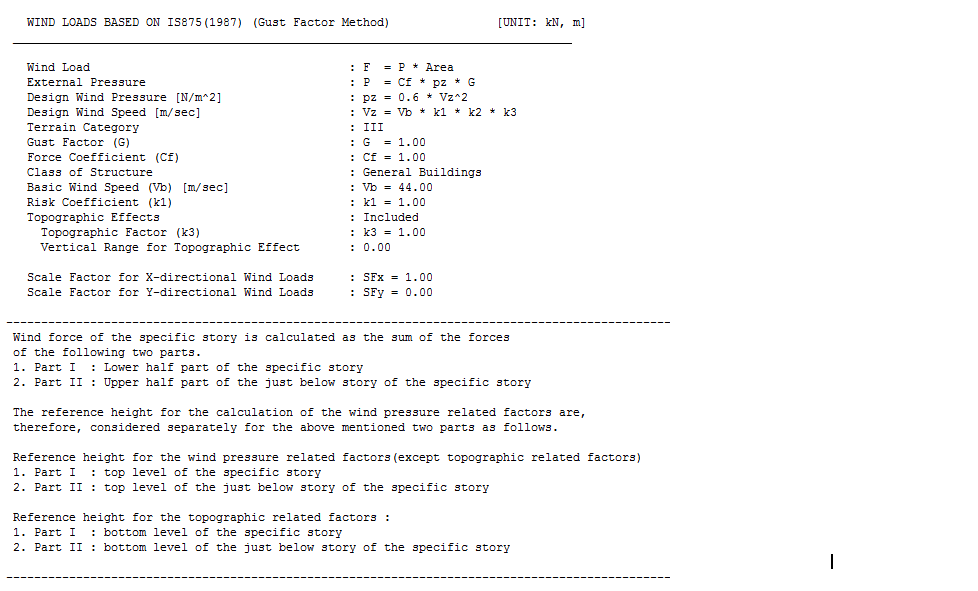 WIND LOADS BASED ON IS875(1987) (Gust Factor Method) [UNIT: kN, m]
Wind Load : F = P * Area
External Pressure : P = Cf * pz * G
Design Wind Pressure [N/m^2] : pz = 0.6 * Vz^2
Design Wind Speed [m/sec] : Vz = Vb * k1 * k2 * k3
Terrain Category : III
Gust Factor (G) : G = 1.00
Force Coefficient (Cf) : Cf = 1.00
Class of Structure : General Buildings
Basic Wind Speed (Vb) [m/sec] : Vb = 44.00
Risk Coefficient (k1) : k1 = 1.00
Topographic Effects : Included
Topographic Factor (k3) : k3 = 1.00
Vertical Range for Topographic Effect : 0.00
Scale Factor for X-directional Wind Loads : SFx = 1.00
Scale Factor for Y-directional Wind Loads : SFy = 0.00
Wind force of the specific story is calculated as the sum of the forces
of the following two parts.
1. Part I : Lower half part of the specific story
2. Part II : Upper half part of the just below story of the specific story
The reference height for the calculation of the wind pressure related factors are,
therefore, considered separately for the above mentioned two parts as follows.
Reference height for the wind pressure related factors(except topographic related factors)
1. Part I : top level of the specific story
2. Part II : top level of the just below story of the specific story
Reference height for the topographic related factors :
1. Part I : bottom level of the specific story
2. Part II : bottom level of the just below story of the specific story